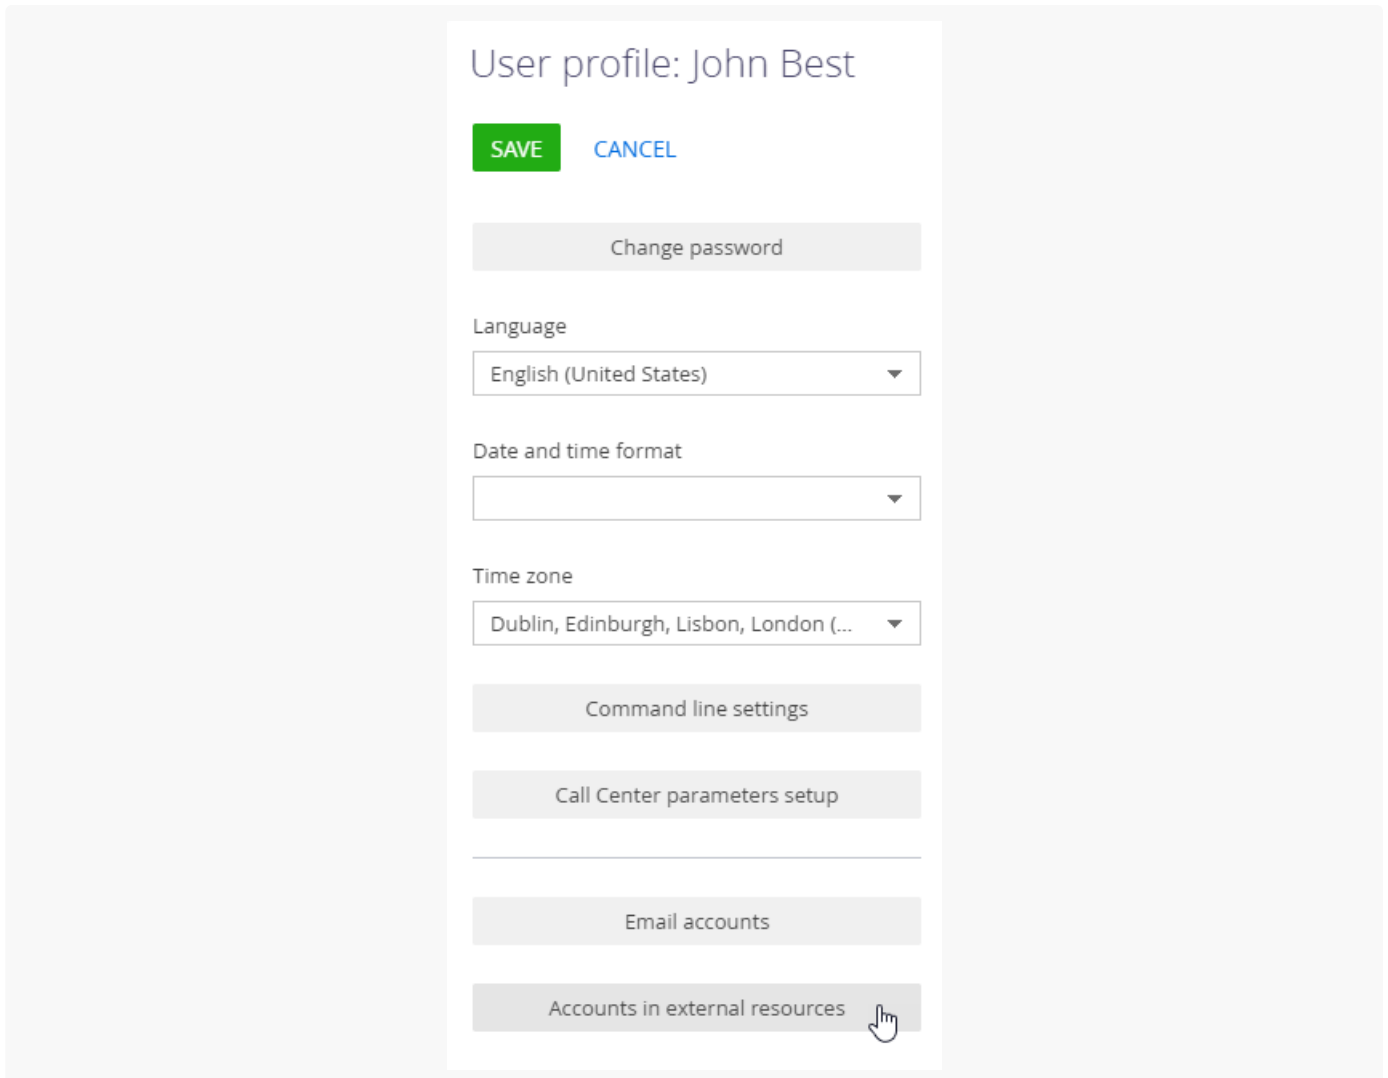 User profile: John Best
SAVE CANCEL
Change password
Language
English (United States)
Date and time format
Time zone
Dublin, Edinburgh, Lisbon, London (...
Command line settings
Call Center parameters setup
Email accounts
Accounts in external resources